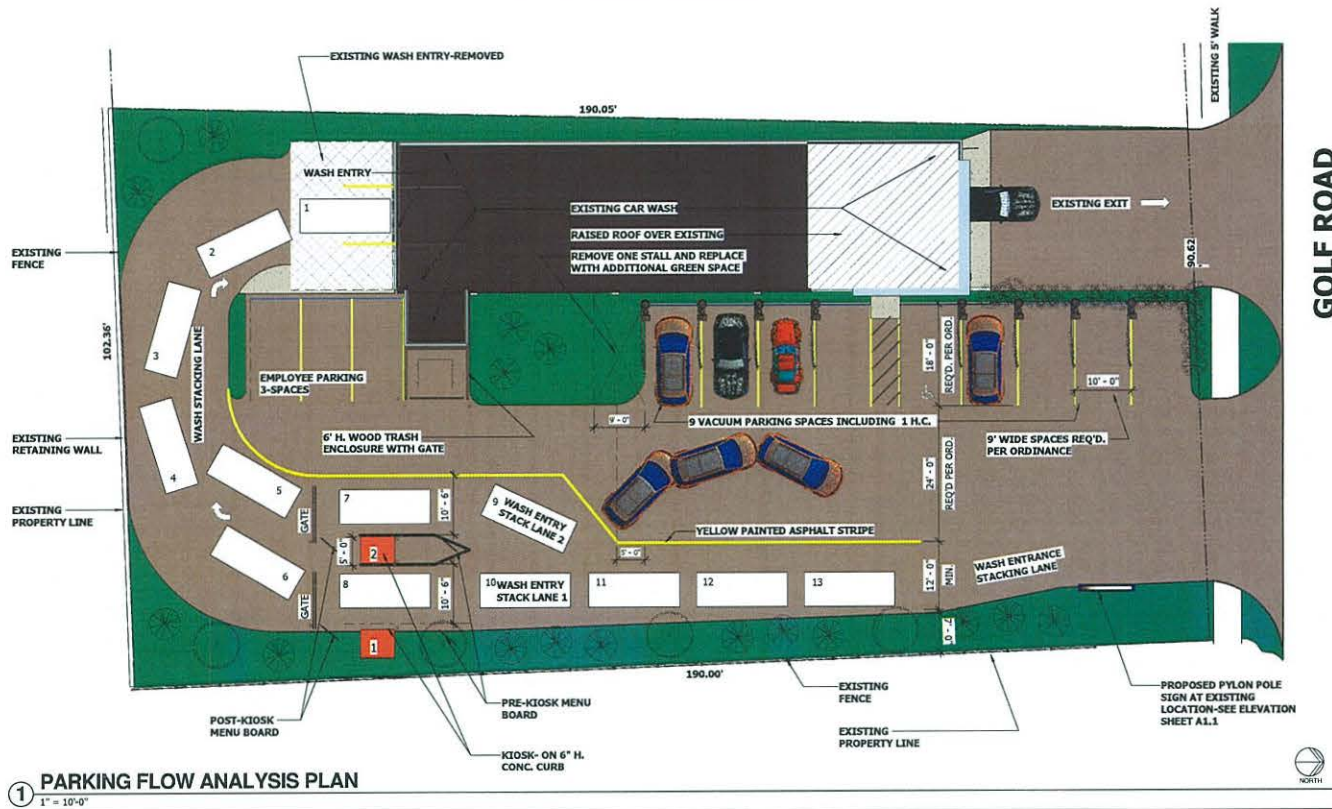 EXISTING WASH ENTRY-REMOVED
190.05'
EXISTING 5' WALK
GOLF ROAD
WASH ENTRY
1
EXISTING CAR WASH
RAISED ROOF OVER EXISTING
REMOVE ONE STALL AND REPLACE
WITH ADDITIONAL GREEN SPACE
EXISTING EXIT
90.62
'
2
EXISTING
FENCE
102.36'
3
WASH STACKING LANE
EMPLOYEE PARKING
3-SPACES
18' - 0"
REQ'D. PER ORD.
10' - 0"
9' - 0"
9 VACUUM PARKING SPACES INCLUDING 1 H.C.
6' H. WOOD TRASH
ENCLOSURE WITH GATE
9' WIDE SPACES REQ'D.
PER ORDINANCE
EXISTING
RETAINING WALL
4
5
24' - 0"
REQ'D PER ORD.
EXISTING
PROPERTY LINE
GATE
7
10' - 6"
9
WASH ENTRY
STACK LANE 2
YELLOW PAINTED ASPHALT STRIPE
5' - 0"
2
5' - 0"
6
GATE
8
10' - 6"
10
WASH ENTRY
STACK LANE 1
11
12
13
12' - 0"
MIN.
WASH ENTRANCE
STACKING LANE
1
190.00'
POST-KIOSK
MENU BOARD
PRE-KIOSK MENU
BOARD
KIOSK- ON 6" H.
CONC. CURB
EXISTING
FENCE
EXISTING
PROPERTY LINE
PROPOSED PYLON POLE
SIGN AT EXISTING
LOCATION-SEE ELEVATION
SHEET A1.1
1
PARKING FLOW ANALYSIS PLAN
1" = 10'-0"
NORTH